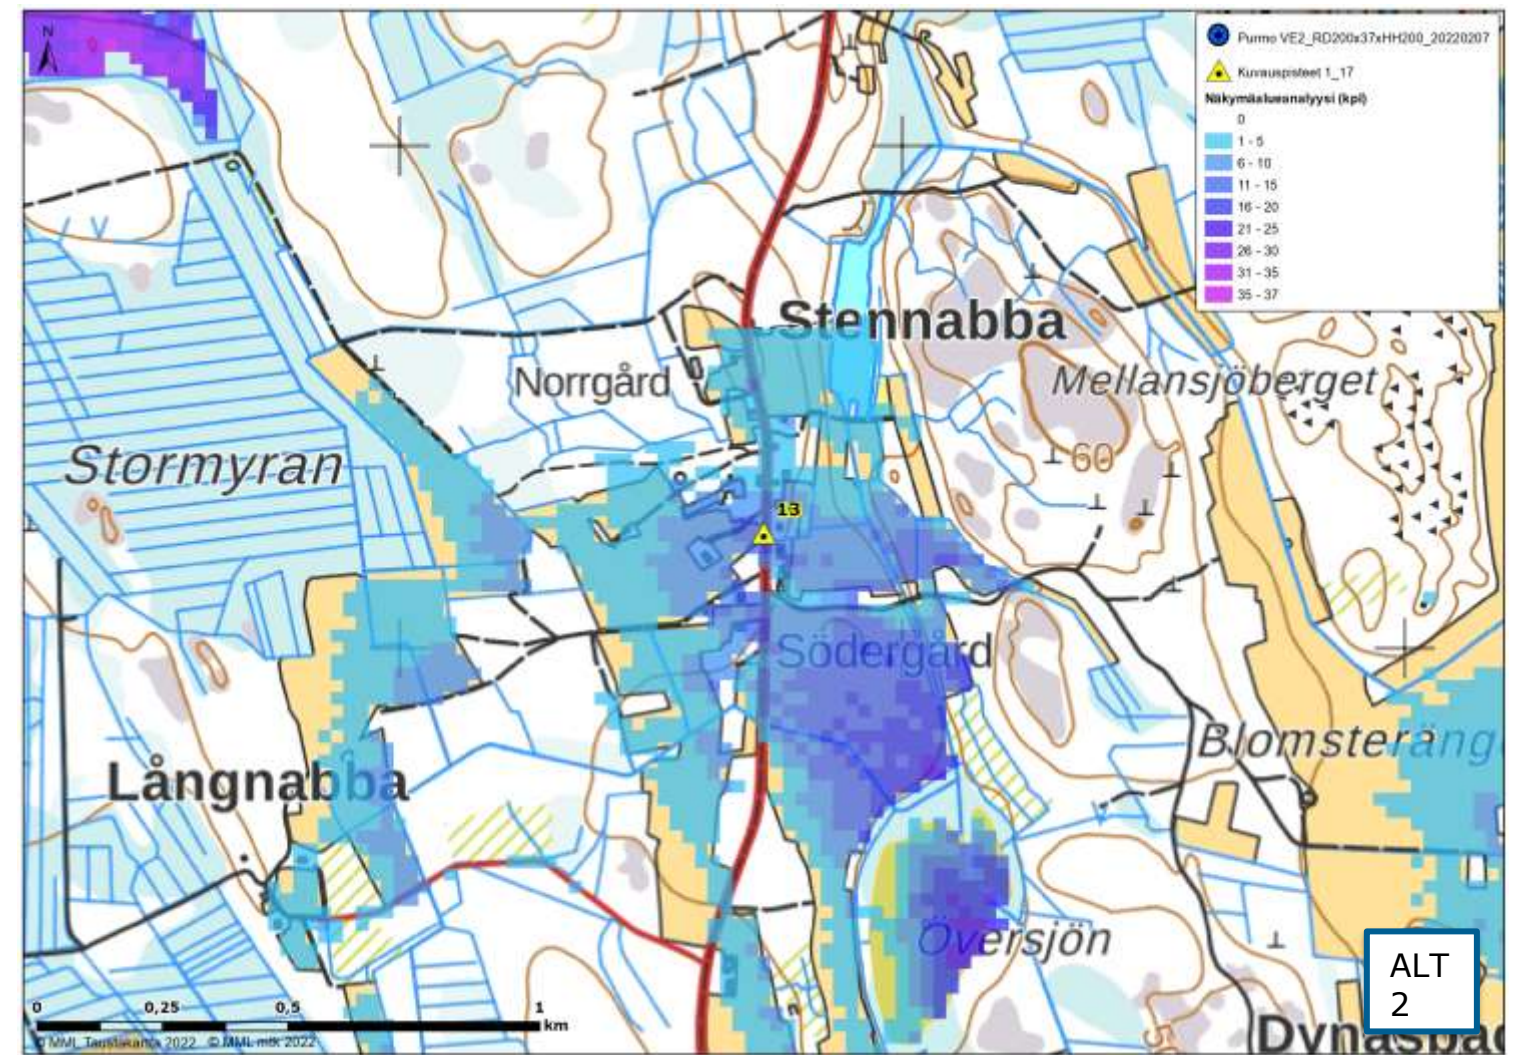 N
Purmo VE2_RD200x37xHH200_20220207
Kuvauspisteet 1_17
Näkymäalueanalyysi (kpl)
0
1 - 5
6 - 10
11 - 15
16 - 20
21 - 25
26 - 30
31 - 35
35 - 37
Stennabba
Norrgård
Mellansjöberget
Stormyran
60
13
Södergård
Blomsteräng
Långnabba
Översjön
ALT
2
0 0,25 0,5 1
km
© MML Taustakartta 2022 © MML mtk 2022
50